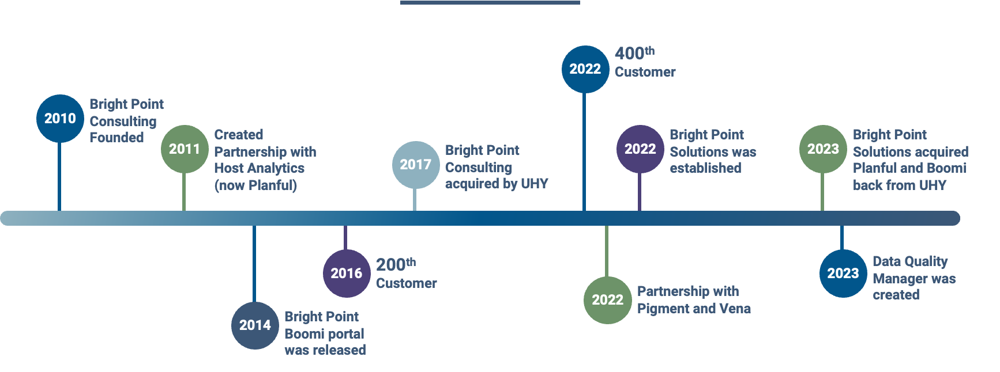 2010
Bright Point
Consulting
Founded
2011
Created
Partnership with
Host Analytics
(now Planful)
2014
Bright Point
Boomi portal
was released
2016
200th
Customer
2017
Bright Point
Consulting
acquired by UHY
2022
400th
Customer
2022
Partnership with
Pigment and Vena
2022
Bright Point
Solutions was
established
2023
Bright Point
Solutions acquired
Planful and Boomi
back from UHY
2023
Data Quality
Manager was
created